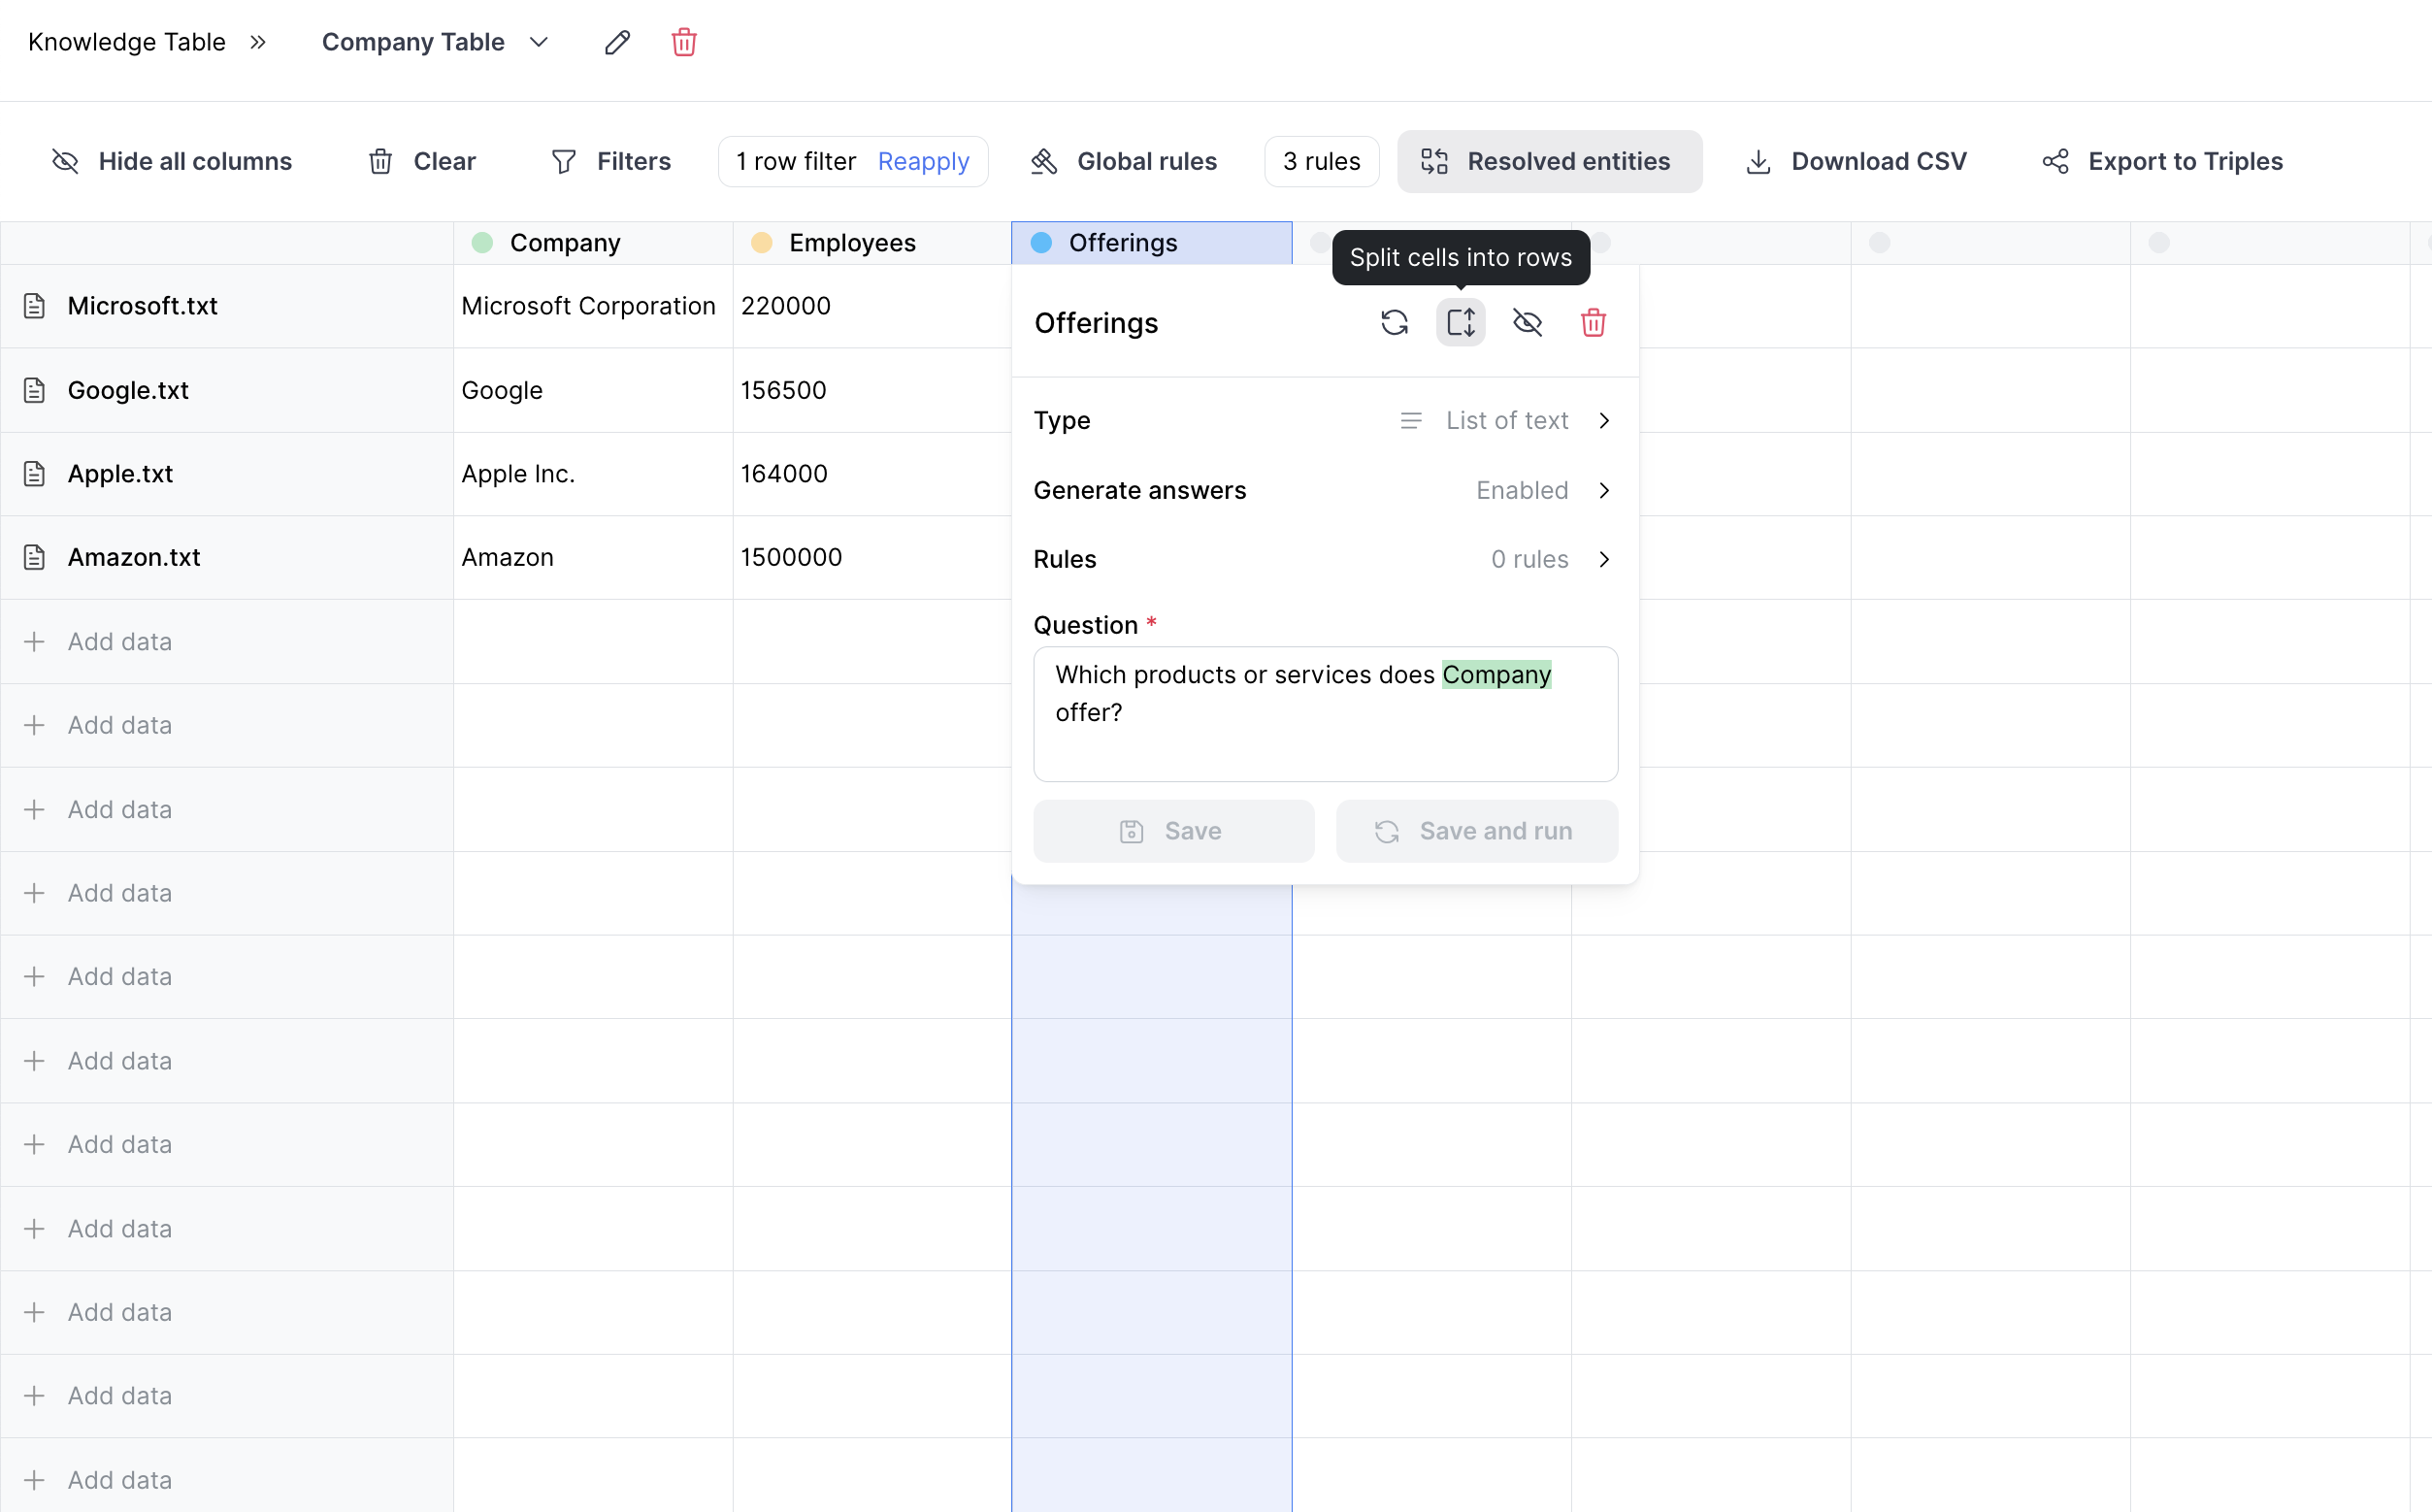 Knowledge Table
Company Table
Hide all columns
Clear
Filters
1 row filter Reapply
Global rules
3 rules
Resolved entities
Download CSV
Export to Triples
Company
Employees
Offerings
Split cells into rows
Microsoft.txt
Microsoft Corporation
220000
Google.txt
Google
156500
Apple.txt
Apple Inc.
164000
Amazon.txt
Amazon
1500000
Offerings
Type
List of text
Generate answers
Enabled
Rules
0 rules
Question *
Which products or services does Company
offer?
Save
Save and run
Add data
Add data
Add data
Add data
Add data
Add data
Add data
Add data
Add data
Add data
Add data